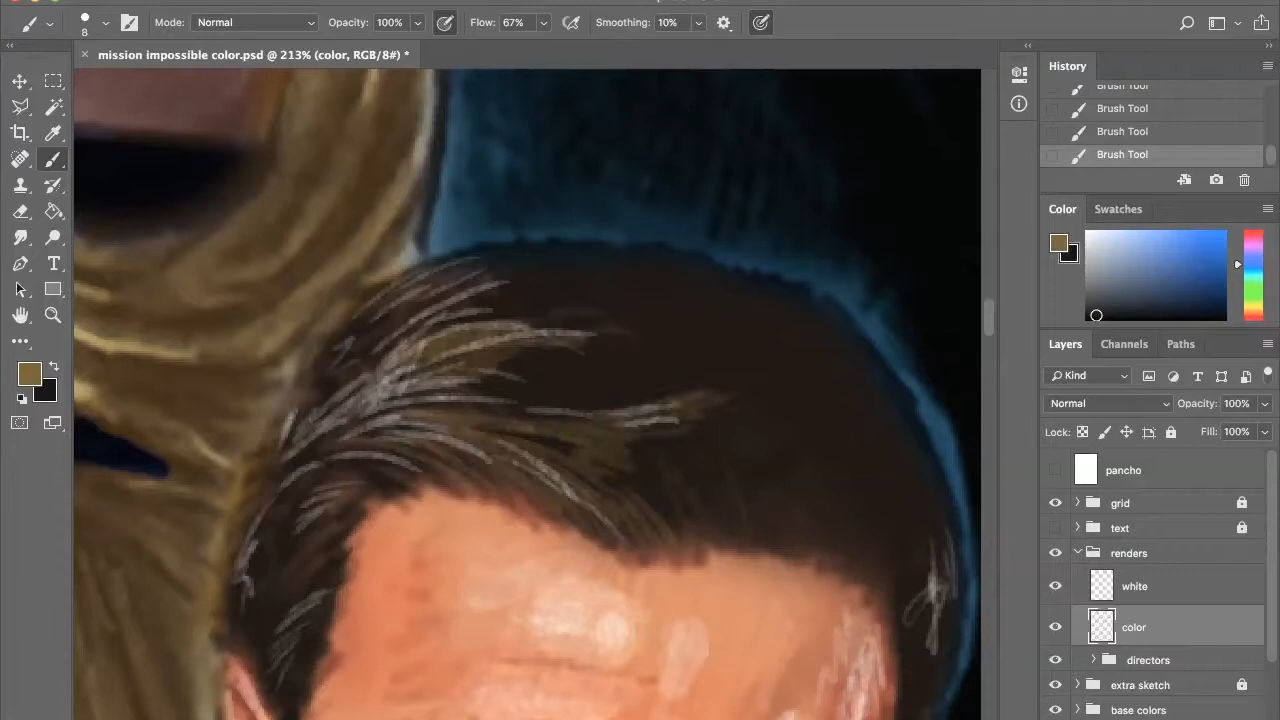 8 Mode: Normal Opacity: 100% Flow: 67% Smoothing: 10%
mission impossible color.psd @ 213% (color, RGB/8#) *
History
Brush Tool
Brush Tool
Brush Tool
Brush Tool
Color Swatches
Layers Channels Paths
Kind
Normal Opacity: 100%
Lock: Fill: 100%
pancho
grid
text
renders
white
color
directors
extra sketch
base colors